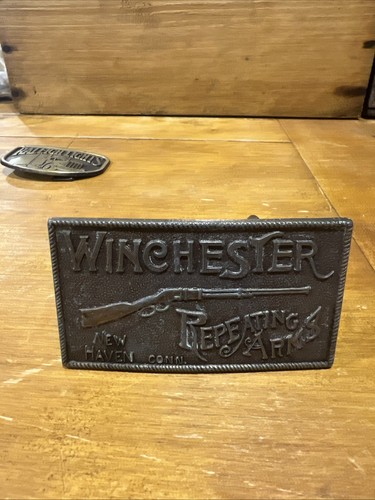 WINCHESTER
REPEATING
ARMS
NEW
HAVEN CONN.